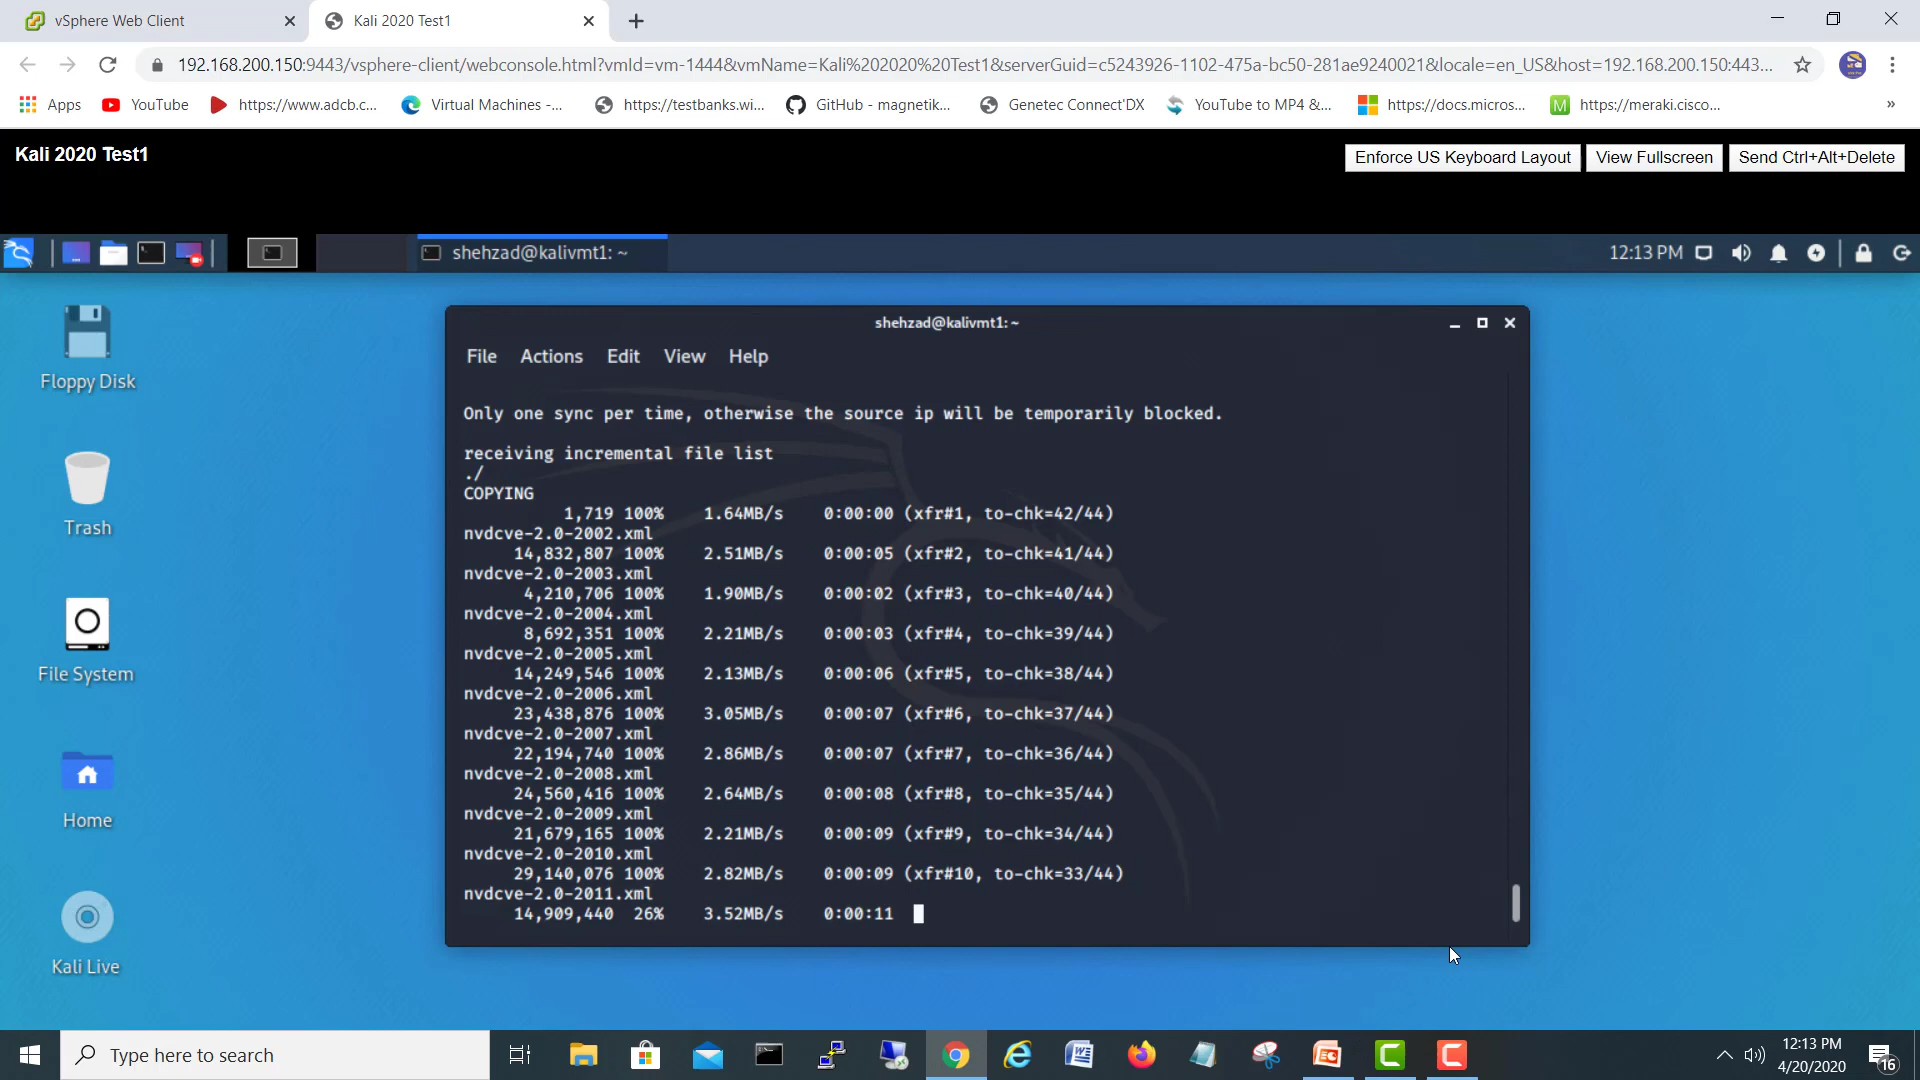 vSphere Web Client
Kali 2020 Test1
192.168.200.150:9443/vsphere-client/webconsole.html?vmId=vm-1444&vmName=Kali%202020%20Test1&serverGuid=c5243926-1102-475a-bc50-281ae9240021&locale=en_US&host=192.168.200.150:443...
Apps YouTube https://www.adcb.c... Virtual Machines -... https://testbanks.wi... GitHub - magnetik... Genetec Connect'DX YouTube to MP4 &... https://docs.micros... M https://meraki.cisco... »
Kali 2020 Test1
Enforce US Keyboard Layout View Fullscreen Send Ctrl+Alt+Delete
shehzad@kalivmt1: ~
12:13 PM
shehzad@kalivmt1: ~
File Actions Edit View Help
Only one sync per time, otherwise the source ip will be temporarily blocked.
receiving incremental file list
./
COPYING
1,719 100% 1.64MB/s 0:00:00 (xfr#1, to-chk=42/44)
nvdcve-2.0-2002.xml
14,832,807 100% 2.51MB/s 0:00:05 (xfr#2, to-chk=41/44)
nvdcve-2.0-2003.xml
4,210,706 100% 1.90MB/s 0:00:02 (xfr#3, to-chk=40/44)
nvdcve-2.0-2004.xml
8,692,351 100% 2.21MB/s 0:00:03 (xfr#4, to-chk=39/44)
nvdcve-2.0-2005.xml
14,249,546 100% 2.13MB/s 0:00:06 (xfr#5, to-chk=38/44)
nvdcve-2.0-2006.xml
23,438,876 100% 3.05MB/s 0:00:07 (xfr#6, to-chk=37/44)
nvdcve-2.0-2007.xml
22,194,740 100% 2.86MB/s 0:00:07 (xfr#7, to-chk=36/44)
nvdcve-2.0-2008.xml
24,560,416 100% 2.64MB/s 0:00:08 (xfr#8, to-chk=35/44)
nvdcve-2.0-2009.xml
21,679,165 100% 2.21MB/s 0:00:09 (xfr#9, to-chk=34/44)
nvdcve-2.0-2010.xml
29,140,076 100% 2.82MB/s 0:00:09 (xfr#10, to-chk=33/44)
nvdcve-2.0-2011.xml
14,909,440 26% 3.52MB/s 0:00:11
Floppy Disk
Trash
File System
Home
Kali Live
Type here to search
12:13 PM
4/20/2020
16